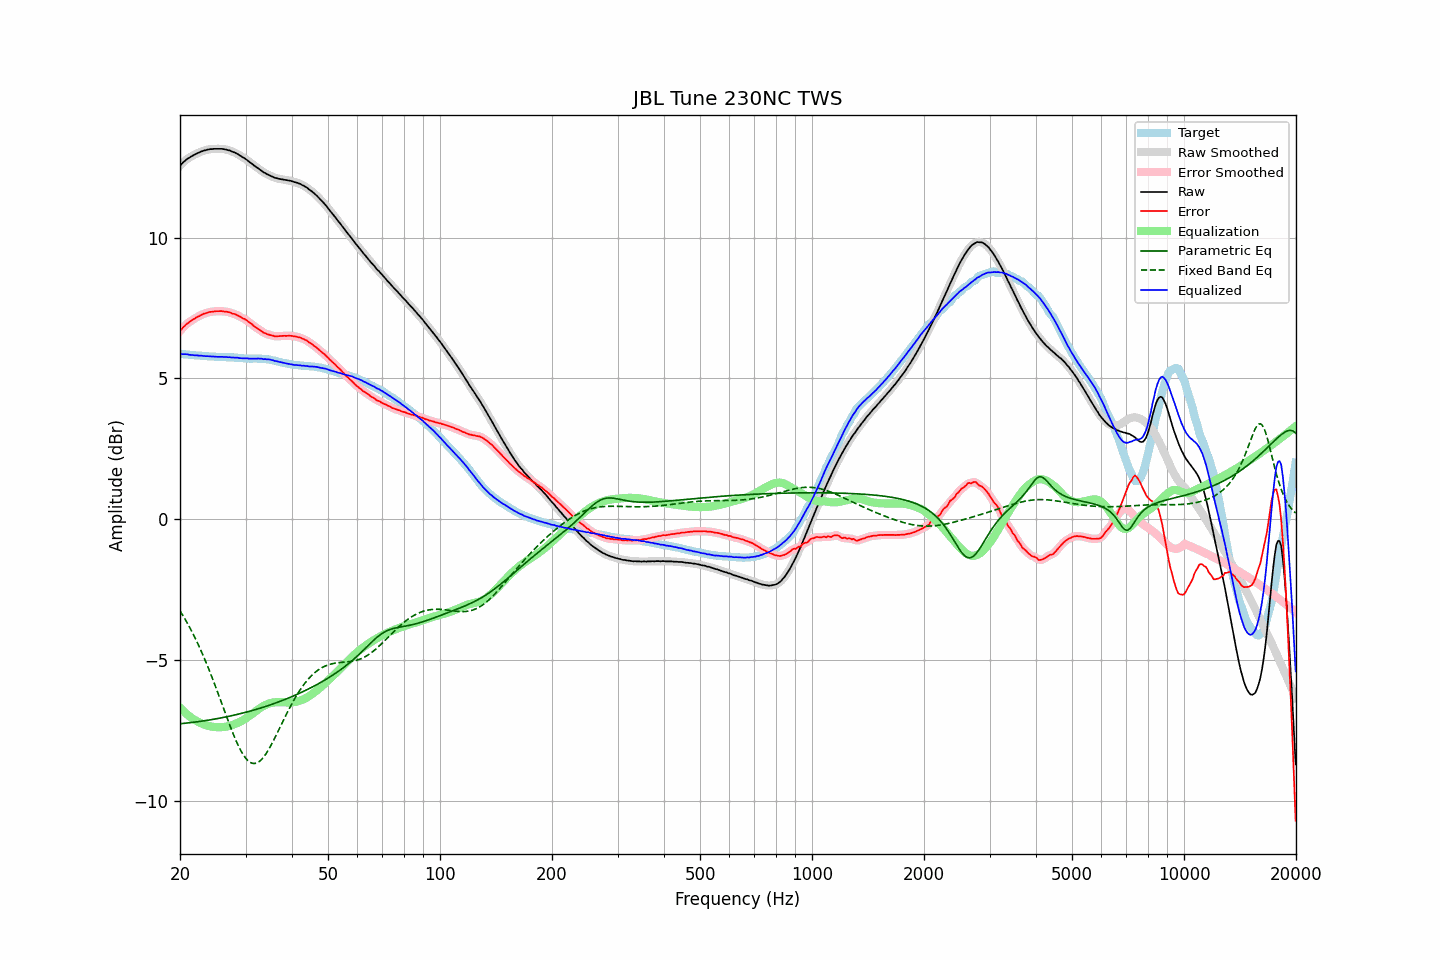 JBL Tune 230NC TWS
Target
Raw Smoothed
Error Smoothed
Raw
Error
Equalization
Parametric Eq
Fixed Band Eq
Equalized
Amplitude (dBr)
10
5
0
−5
−10
20
50
100
200
500
1000
2000
5000
10000
20000
Frequency (Hz)